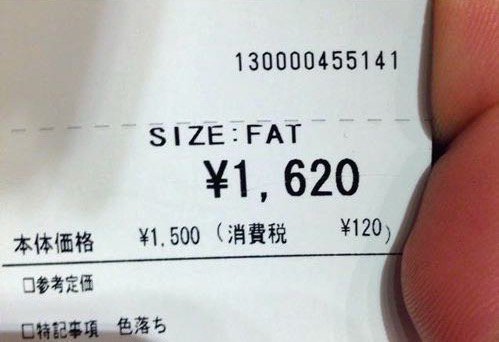 130000455141
SIZE:FAT
¥1,620
本体価格 ¥1,500 (消費税 ¥120)
□参考定価
□特記事項 色落ち